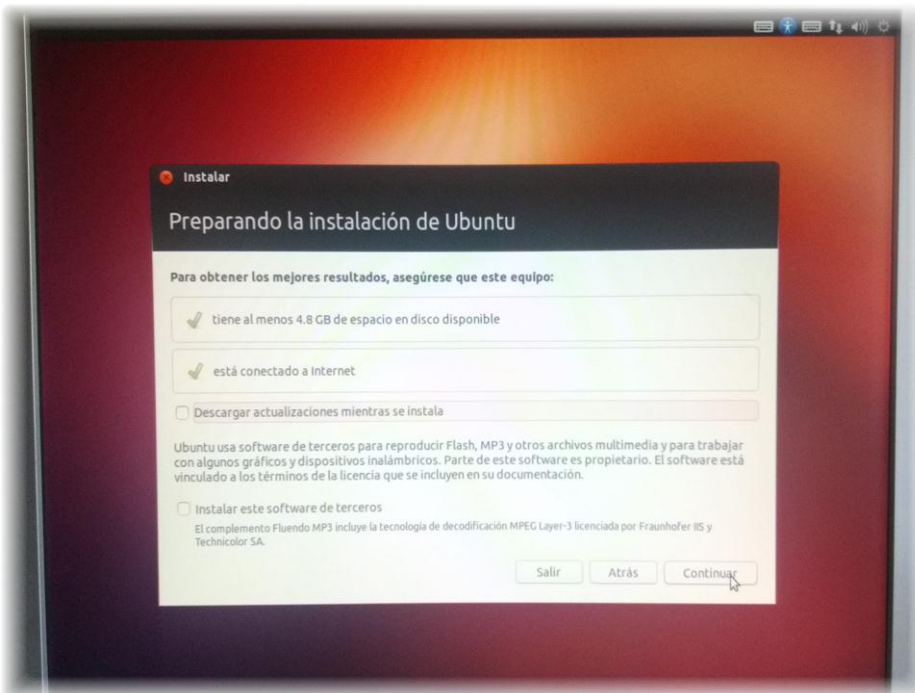 Instalar
Preparando la instalación de Ubuntu
Para obtener los mejores resultados, asegúrese que este equipo:
tiene al menos 4.8 GB de espacio en disco disponible
está conectado a Internet
Descargar actualizaciones mientras se instala
Ubuntu usa software de terceros para reproducir Flash, MP3 y otros archivos multimedia y para trabajar
con algunos gráficos y dispositivos inalámbricos. Parte de este software es propietario. El software está
vinculado a los términos de la licencia que se incluyen en su documentación.
Instalar este software de terceros
El complemento Fluendo MP3 incluye la tecnología de decodificación MPEG Layer-3 licenciada por Fraunhofer IIS y
Technicolor SA.
Salir Atrás Continuar